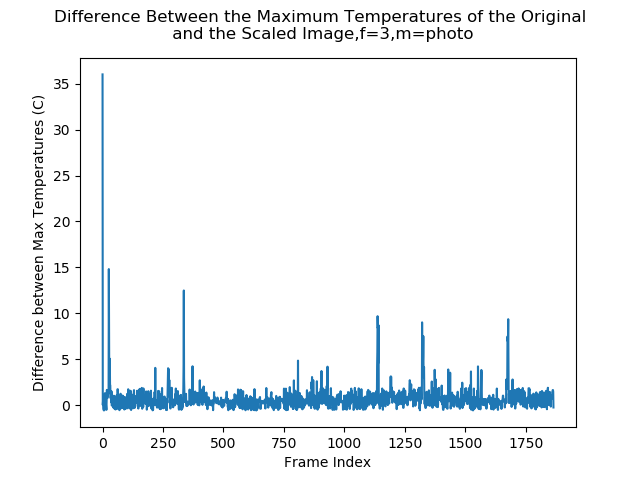 Difference Between the Maximum Temperatures of the Original
and the Scaled Image,f=3,m=photo
Difference between Max Temperatures (C)
35
30
25
20
15
10
5
0
0 250 500 750 1000 1250 1500 1750
Frame Index